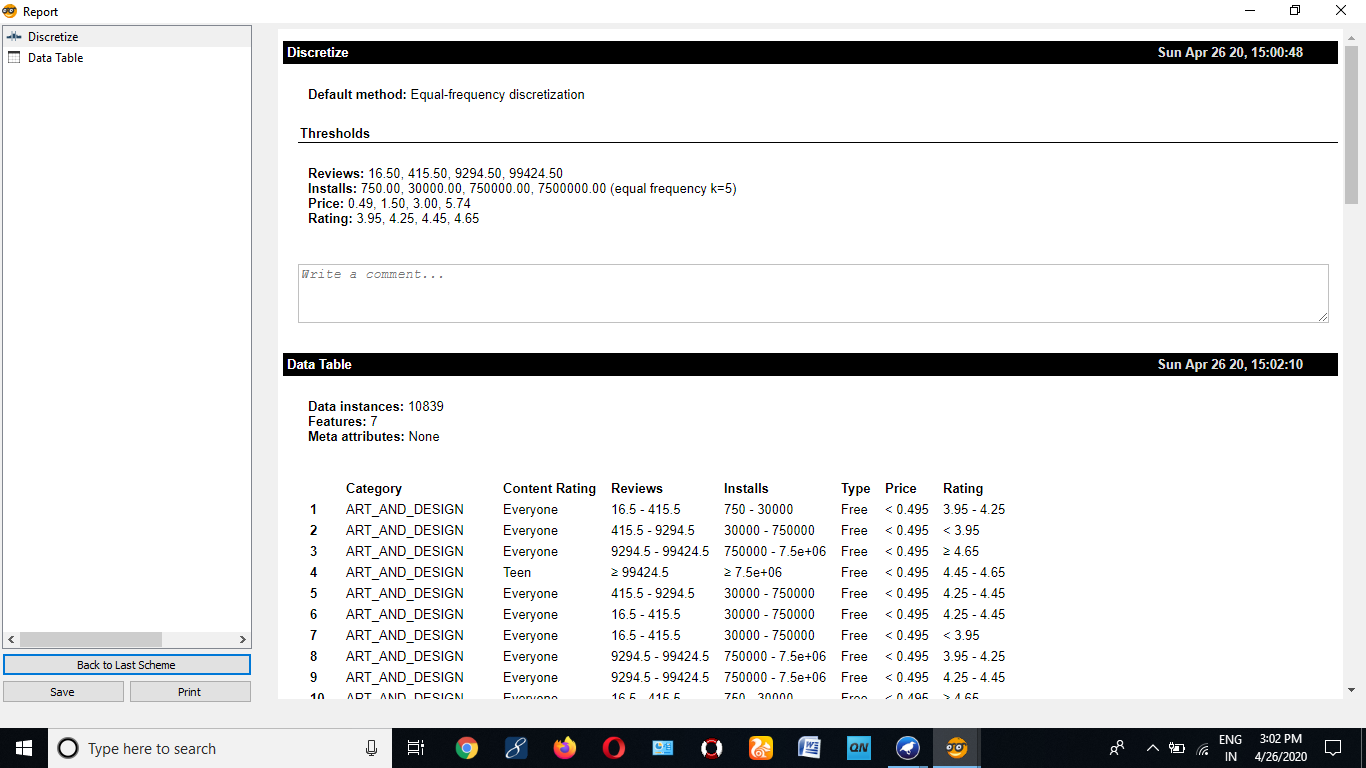 Report
Discretize
Data Table
Back to Last Scheme
Save
Print
Discretize Sun Apr 26 20, 15:00:48
Default method: Equal-frequency discretization
Thresholds
Reviews: 16.50, 415.50, 9294.50, 99424.50
Installs: 750.00, 30000.00, 750000.00, 7500000.00 (equal frequency k=5)
Price: 0.49, 1.50, 3.00, 5.74
Rating: 3.95, 4.25, 4.45, 4.65
Write a comment...
Data Table Sun Apr 26 20, 15:02:10
Data instances: 10839
Features: 7
Meta attributes: None
Category Content Rating Reviews Installs Type Price Rating
1 ART_AND_DESIGN Everyone 16.5 - 415.5 750 - 30000 Free < 0.495 3.95 - 4.25
2 ART_AND_DESIGN Everyone 415.5 - 9294.5 30000 - 750000 Free < 0.495 < 3.95
3 ART_AND_DESIGN Everyone 9294.5 - 99424.5 750000 - 7.5e+06 Free < 0.495 ≥ 4.65
4 ART_AND_DESIGN Teen ≥ 99424.5 ≥ 7.5e+06 Free < 0.495 4.45 - 4.65
5 ART_AND_DESIGN Everyone 415.5 - 9294.5 30000 - 750000 Free < 0.495 4.25 - 4.45
6 ART_AND_DESIGN Everyone 16.5 - 415.5 30000 - 750000 Free < 0.495 4.25 - 4.45
7 ART_AND_DESIGN Everyone 16.5 - 415.5 30000 - 750000 Free < 0.495 < 3.95
8 ART_AND_DESIGN Everyone 9294.5 - 99424.5 750000 - 7.5e+06 Free < 0.495 3.95 - 4.25
9 ART_AND_DESIGN Everyone 9294.5 - 99424.5 750000 - 7.5e+06 Free < 0.495 4.25 - 4.45
10 ART_AND_DESIGN Everyone 16.5 - 415.5 750 - 30000 Free < 0.495 ≥ 4.65
Type here to search
QN
ENG
IN
3:02 PM
4/26/2020